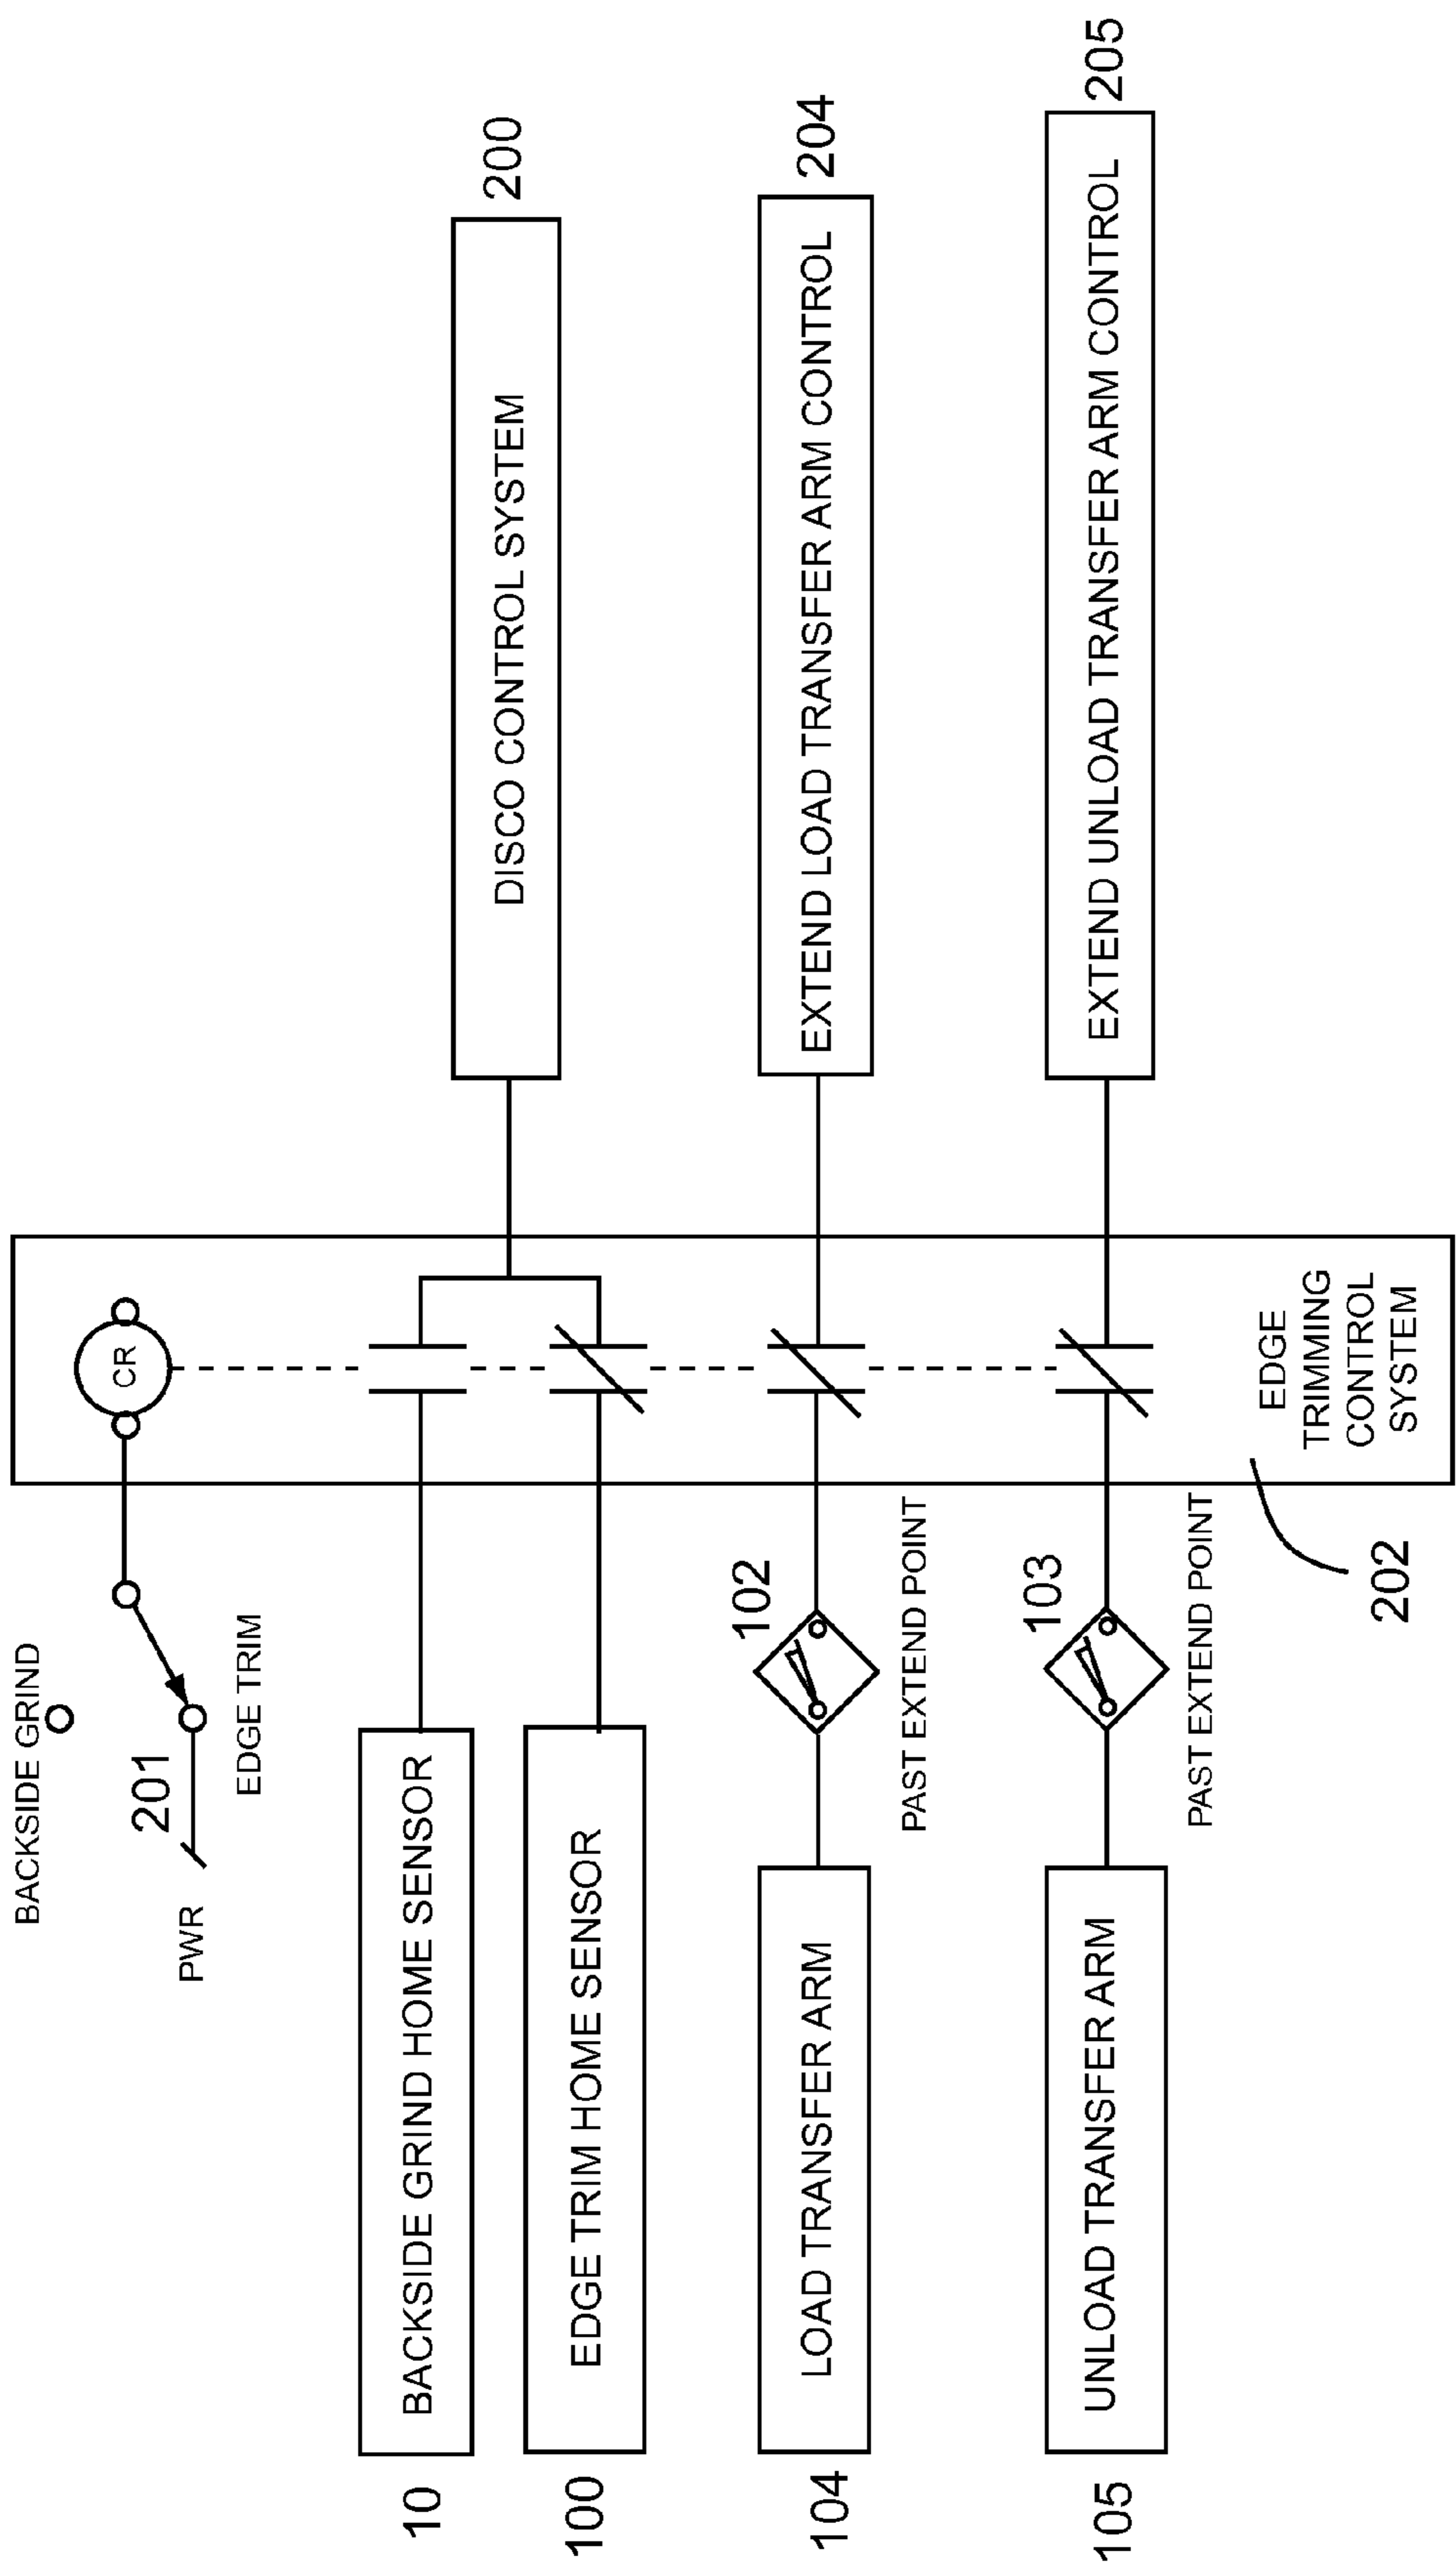 BACKSIDE GRIND
201
PWR
EDGE TRIM
CR
10
BACKSIDE GRIND HOME SENSOR
DISCO CONTROL SYSTEM
200
100
EDGE TRIM HOME SENSOR
104
LOAD TRANSFER ARM
102
PAST EXTEND POINT
EXTEND LOAD TRANSFER ARM CONTROL
204
105
UNLOAD TRANSFER ARM
103
PAST EXTEND POINT
EXTEND UNLOAD TRANSFER ARM CONTROL
205
EDGE
TRIMMING
CONTROL
SYSTEM
202